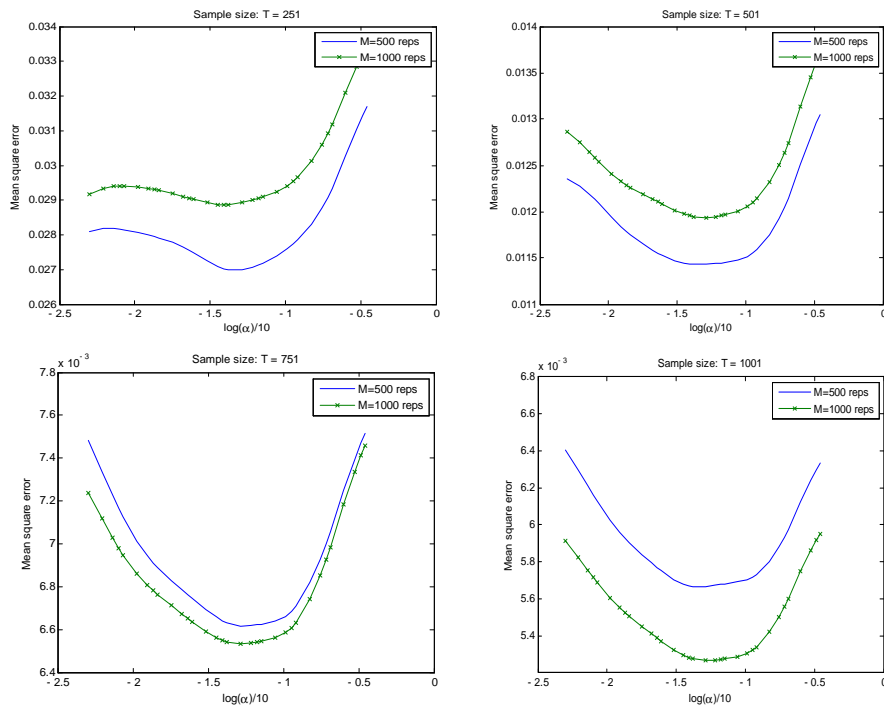 Sample size: T = 251
0.034
0.033
0.032
0.031
0.03
0.029
0.028
0.027
0.026
Mean square error
M=500 reps
M=1000 reps
- 2.5 - 2 - 1.5 - 1 - 0.5 0
log(α)/10
Sample size: T = 501
0.014
0.0135
0.013
0.0125
0.012
0.0115
0.011
Mean square error
M=500 reps
M=1000 reps
- 2.5 - 2 - 1.5 - 1 - 0.5 0
log(α)/10
Sample size: T = 751
x 10⁻³
7.8
7.6
7.4
7.2
7
6.8
6.6
6.4
Mean square error
M=500 reps
M=1000 reps
- 2.5 - 2 - 1.5 - 1 - 0.5 0
log(α)/10
Sample size: T = 1001
x 10⁻³
6.8
6.6
6.4
6.2
6
5.8
5.6
5.4
5.2
Mean square error
M=500 reps
M=1000 reps
- 2.5 - 2 - 1.5 - 1 - 0.5 0
log(α)/10